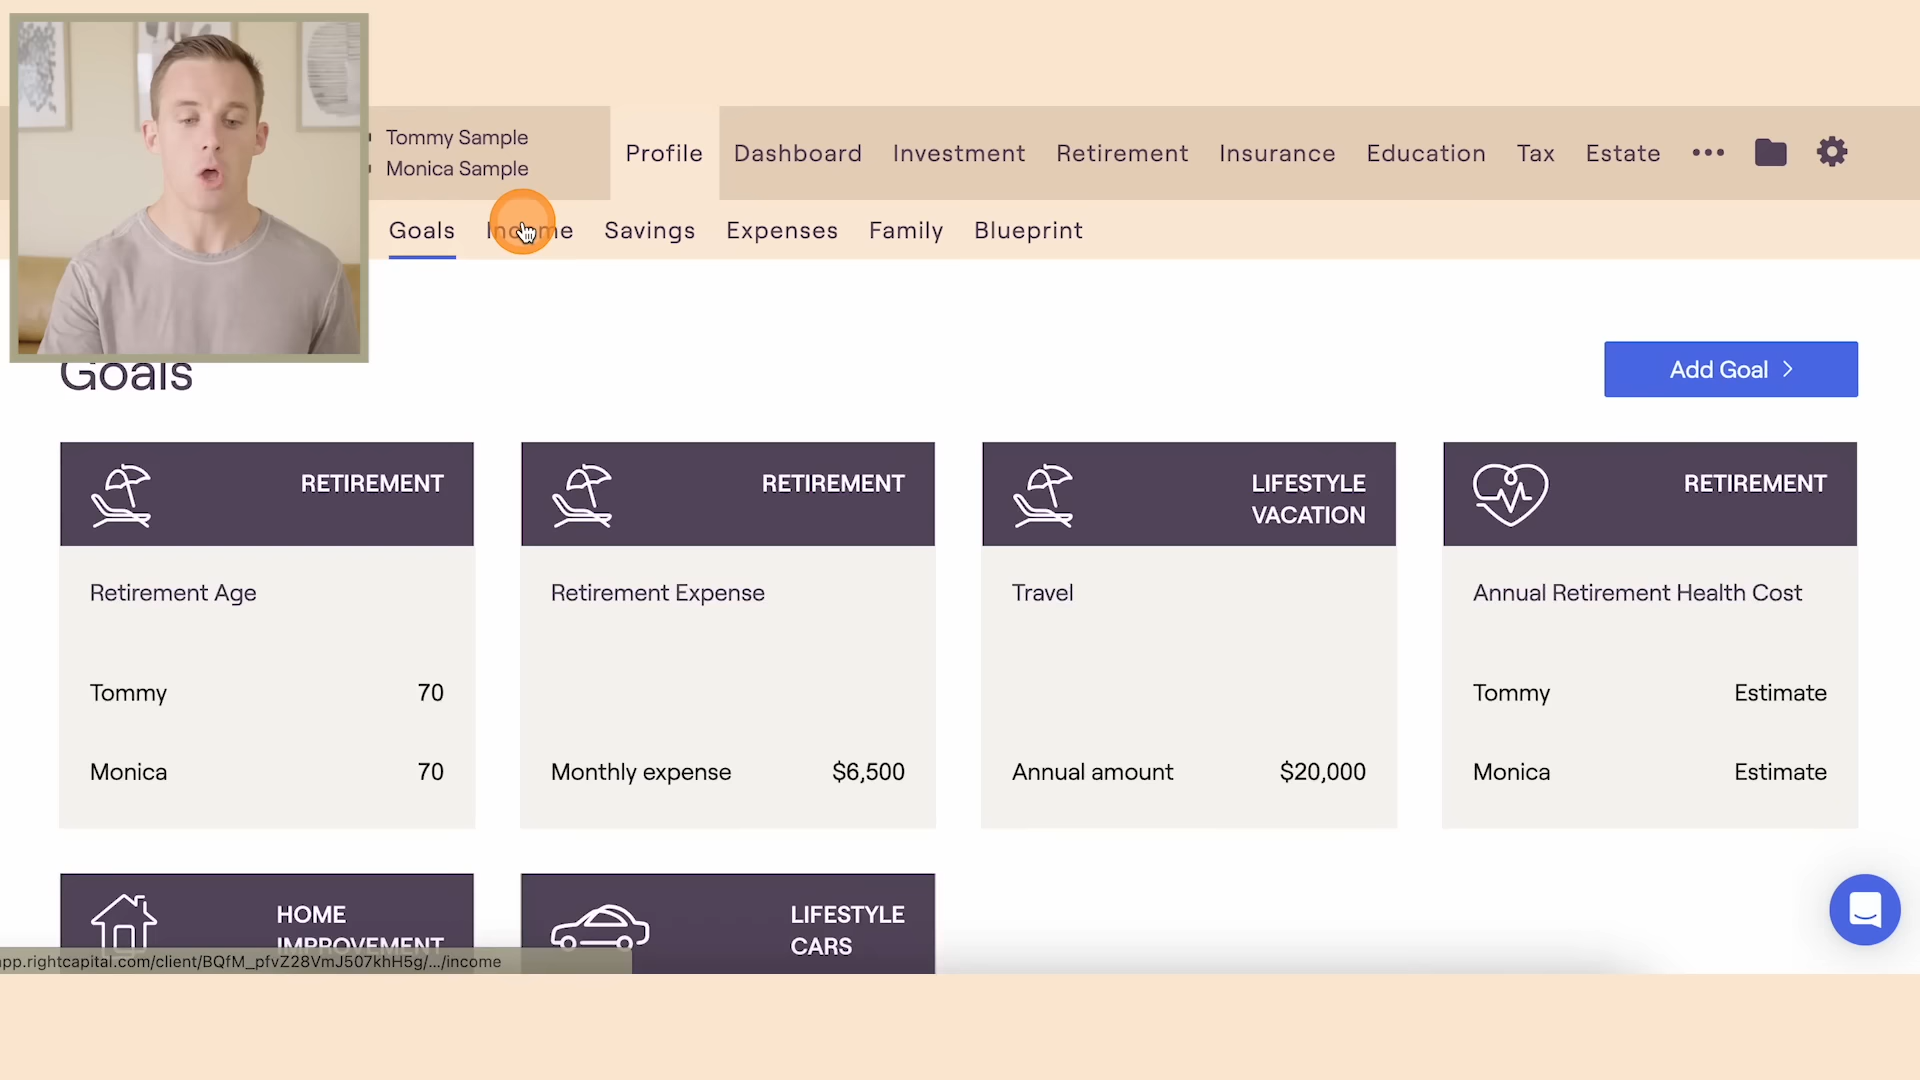 Tommy Sample
Monica Sample
Profile
Dashboard
Investment
Retirement
Insurance
Education
Tax
Estate
Goals
Income
Savings
Expenses
Family
Blueprint
Goals
Add Goal
RETIREMENT
Retirement Age
Tommy 70
Monica 70
RETIREMENT
Retirement Expense
Monthly expense $6,500
LIFESTYLE
VACATION
Travel
Annual amount $20,000
RETIREMENT
Annual Retirement Health Cost
Tommy Estimate
Monica Estimate
HOME
IMPROVEMENT
LIFESTYLE
CARS
app.rightcapital.com/client/BQfM_pfvZ28VmJ507khH5g/.../income